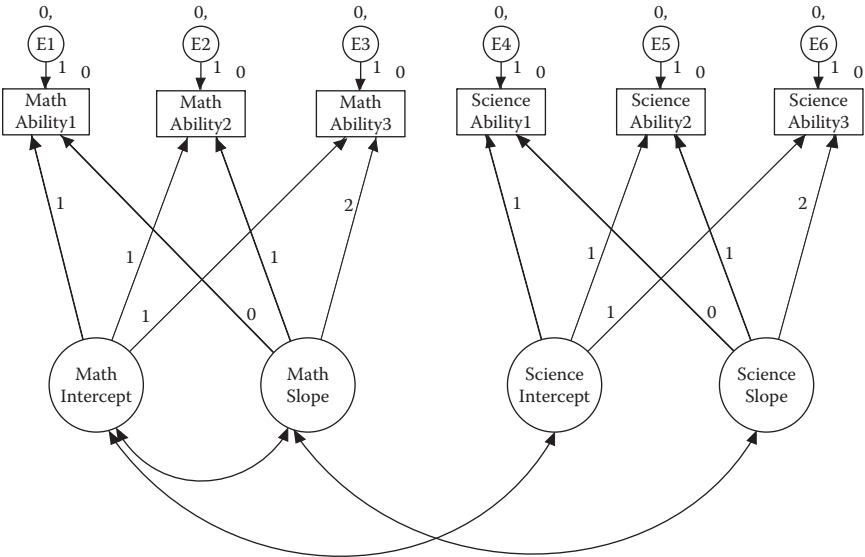 0, 0, 0, 0, 0, 0,
E1 E2 E3 E4 E5 E6
1 0 1 0 1 0 1 0 1 0 1 0
Math Math Math Science Science Science
Ability1 Ability2 Ability3 Ability1 Ability2 Ability3
1 2 1 2
1 1 1 1
1 0 1 0
Math Math Science Science
Intercept Slope Intercept Slope